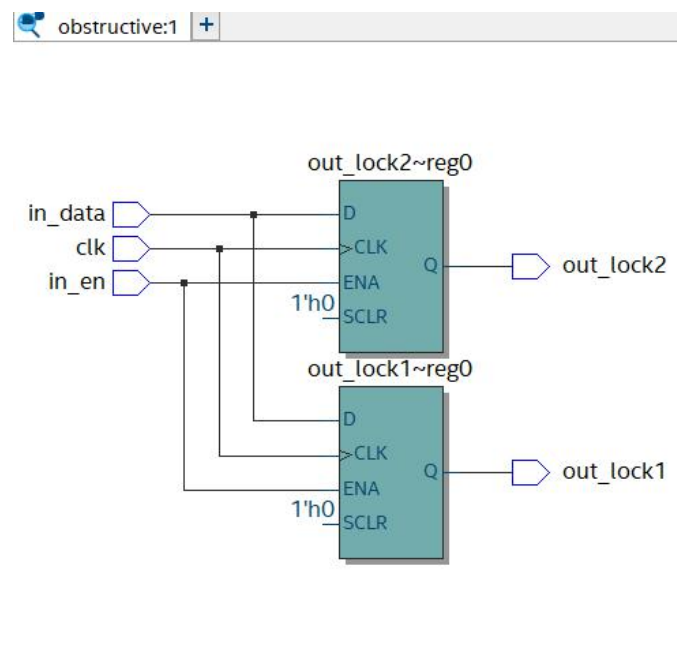 obstructive:1 +
out_lock2~reg0
in_data
D
clk
CLK
in_en
ENA
Q
out_lock2
1'h0
SCLR
out_lock1~reg0
D
CLK
Q
out_lock1
ENA
1'h0
SCLR